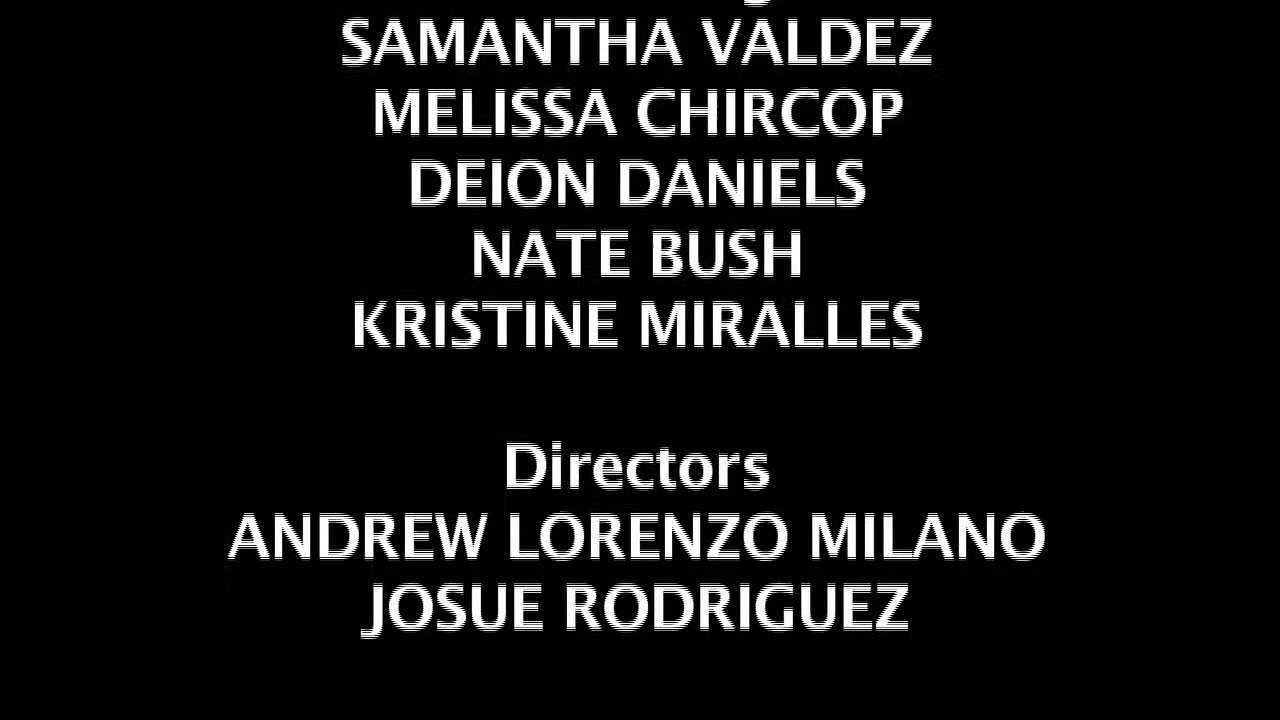 SAMANTHA VALDEZ
MELISSA CHIRCOP
DEION DANIELS
NATE BUSH
KRISTINE MIRALLES
Directors
ANDREW LORENZO MILANO
JOSUE RODRIGUEZ